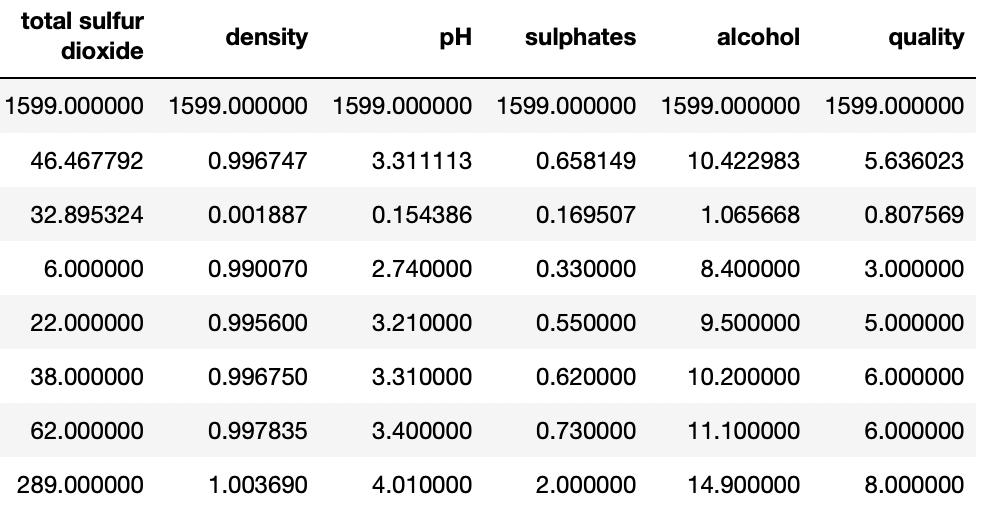 total sulfur dioxide density pH sulphates alcohol quality
1599.000000 1599.000000 1599.000000 1599.000000 1599.000000 1599.000000
46.467792 0.996747 3.311113 0.658149 10.422983 5.636023
32.895324 0.001887 0.154386 0.169507 1.065668 0.807569
6.000000 0.990070 2.740000 0.330000 8.400000 3.000000
22.000000 0.995600 3.210000 0.550000 9.500000 5.000000
38.000000 0.996750 3.310000 0.620000 10.200000 6.000000
62.000000 0.997835 3.400000 0.730000 11.100000 6.000000
289.000000 1.003690 4.010000 2.000000 14.900000 8.000000